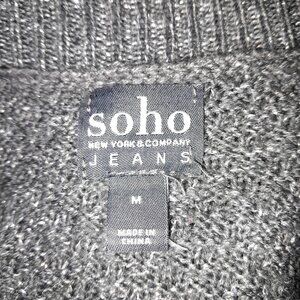 soho
NEW YORK & COMPANY
JEANS
M
MADE IN
CHINA